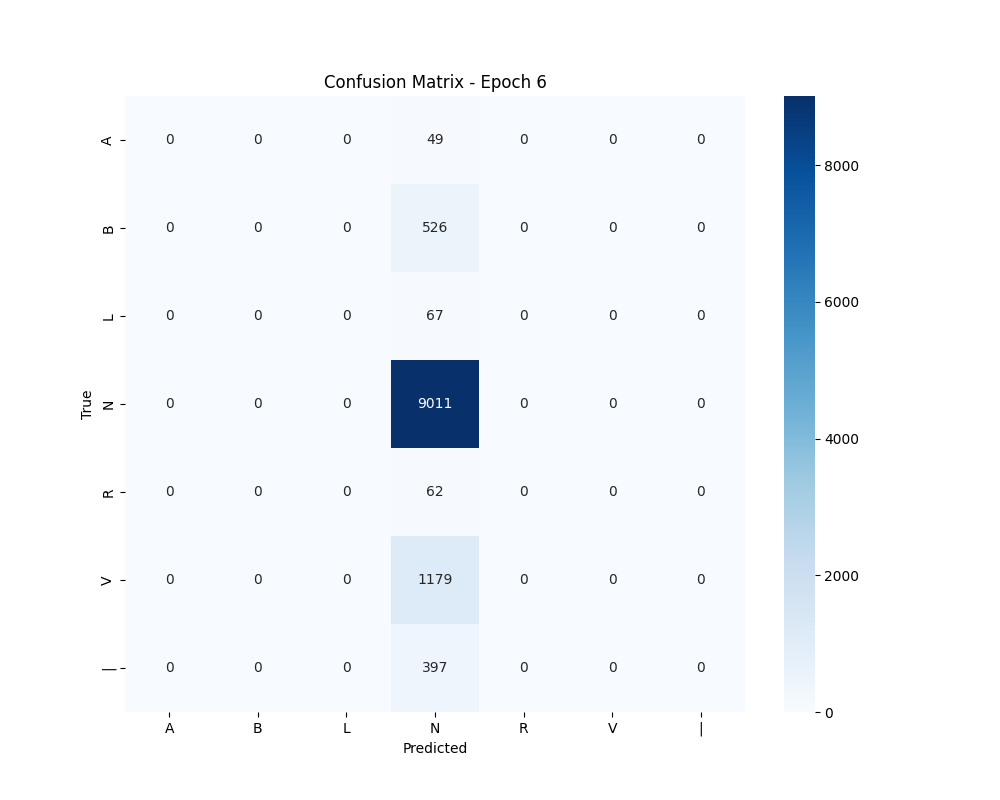 Confusion Matrix - Epoch 6
A 0 0 0 49 0 0 0
B 0 0 0 526 0 0 0
L 0 0 0 67 0 0 0
N 0 0 0 9011 0 0 0
R 0 0 0 62 0 0 0
V 0 0 0 1179 0 0 0
| 0 0 0 397 0 0 0
A B L N R V |
Predicted
True
8000
6000
4000
2000
0